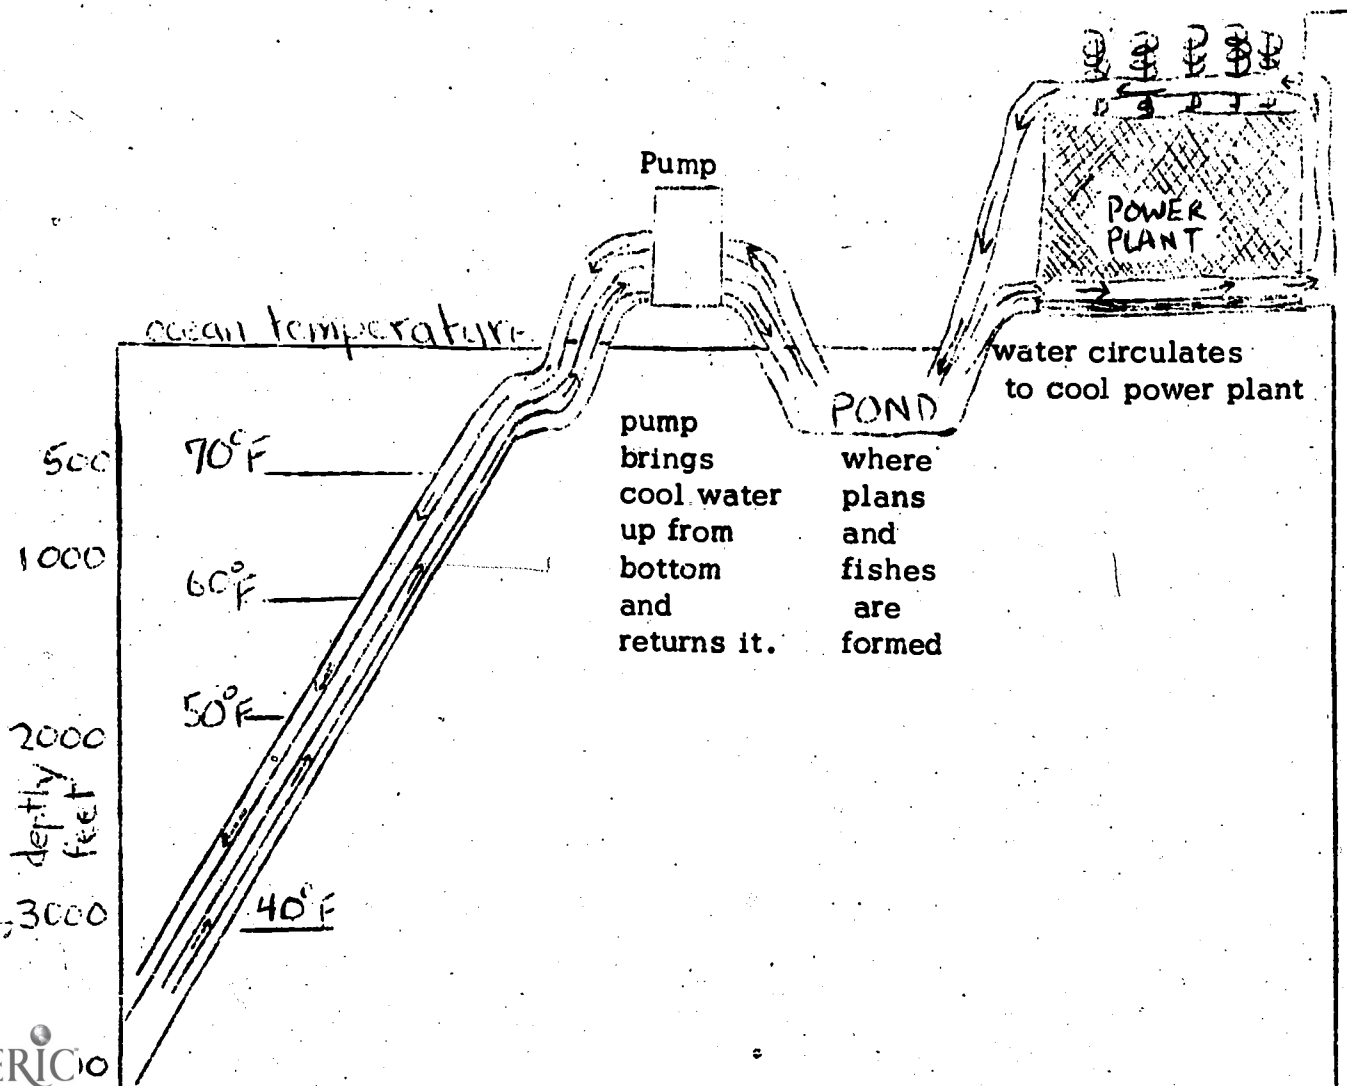 Pump
POWER
PLANT
ocean temperature
water circulates
to cool power plant
POND
pump
brings
cool water
up from
bottom
and
returns it.
where
plans
and
fishes
are
formed
500
70°F
1000
60°F
50°F
2000
depth
feet
3000
40°F
ERIC